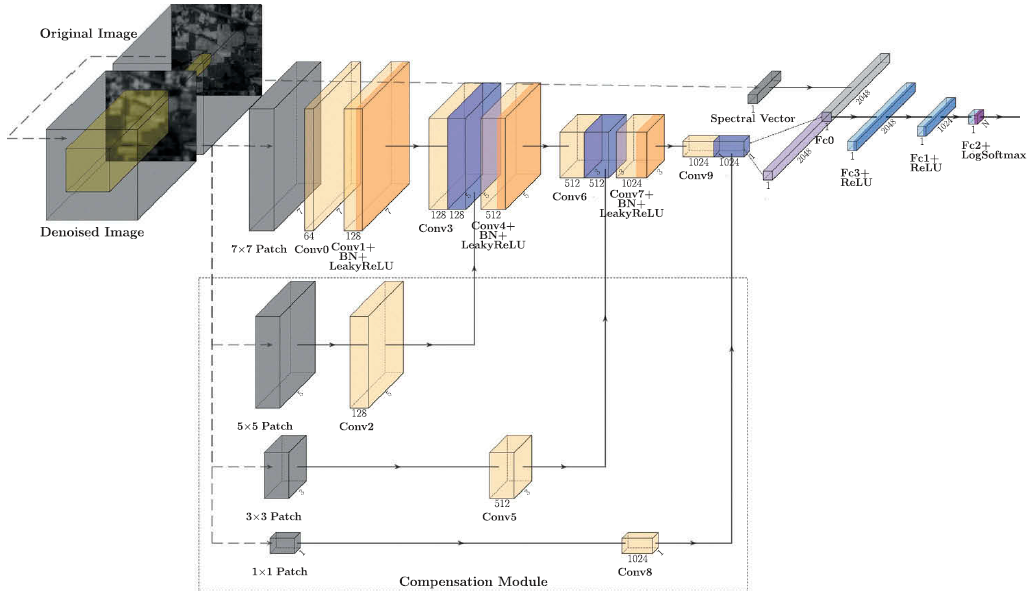 Original Image
Denoised Image
7×7 Patch
64
7
7
7
Conv0
128
Conv1+
BN+
LeakyReLU
128 128
5
5
Conv3
512
Conv4+
BN+
LeakyReLU
512
512
3
3
Conv6
1024
Conv7+
BN+
LeakyReLU
1024
1024
Conv9
1
Spectral Vector
2048
1
2048
1
Fc0
2048
1
Fc3+
ReLU
1024
1
Fc1+
ReLU
1
N
Fc2+
LogSoftmax
5×5 Patch
5
128
5
Conv2
3×3 Patch
3
512
3
Conv5
1×1 Patch
1
1024
1
Conv8
Compensation Module